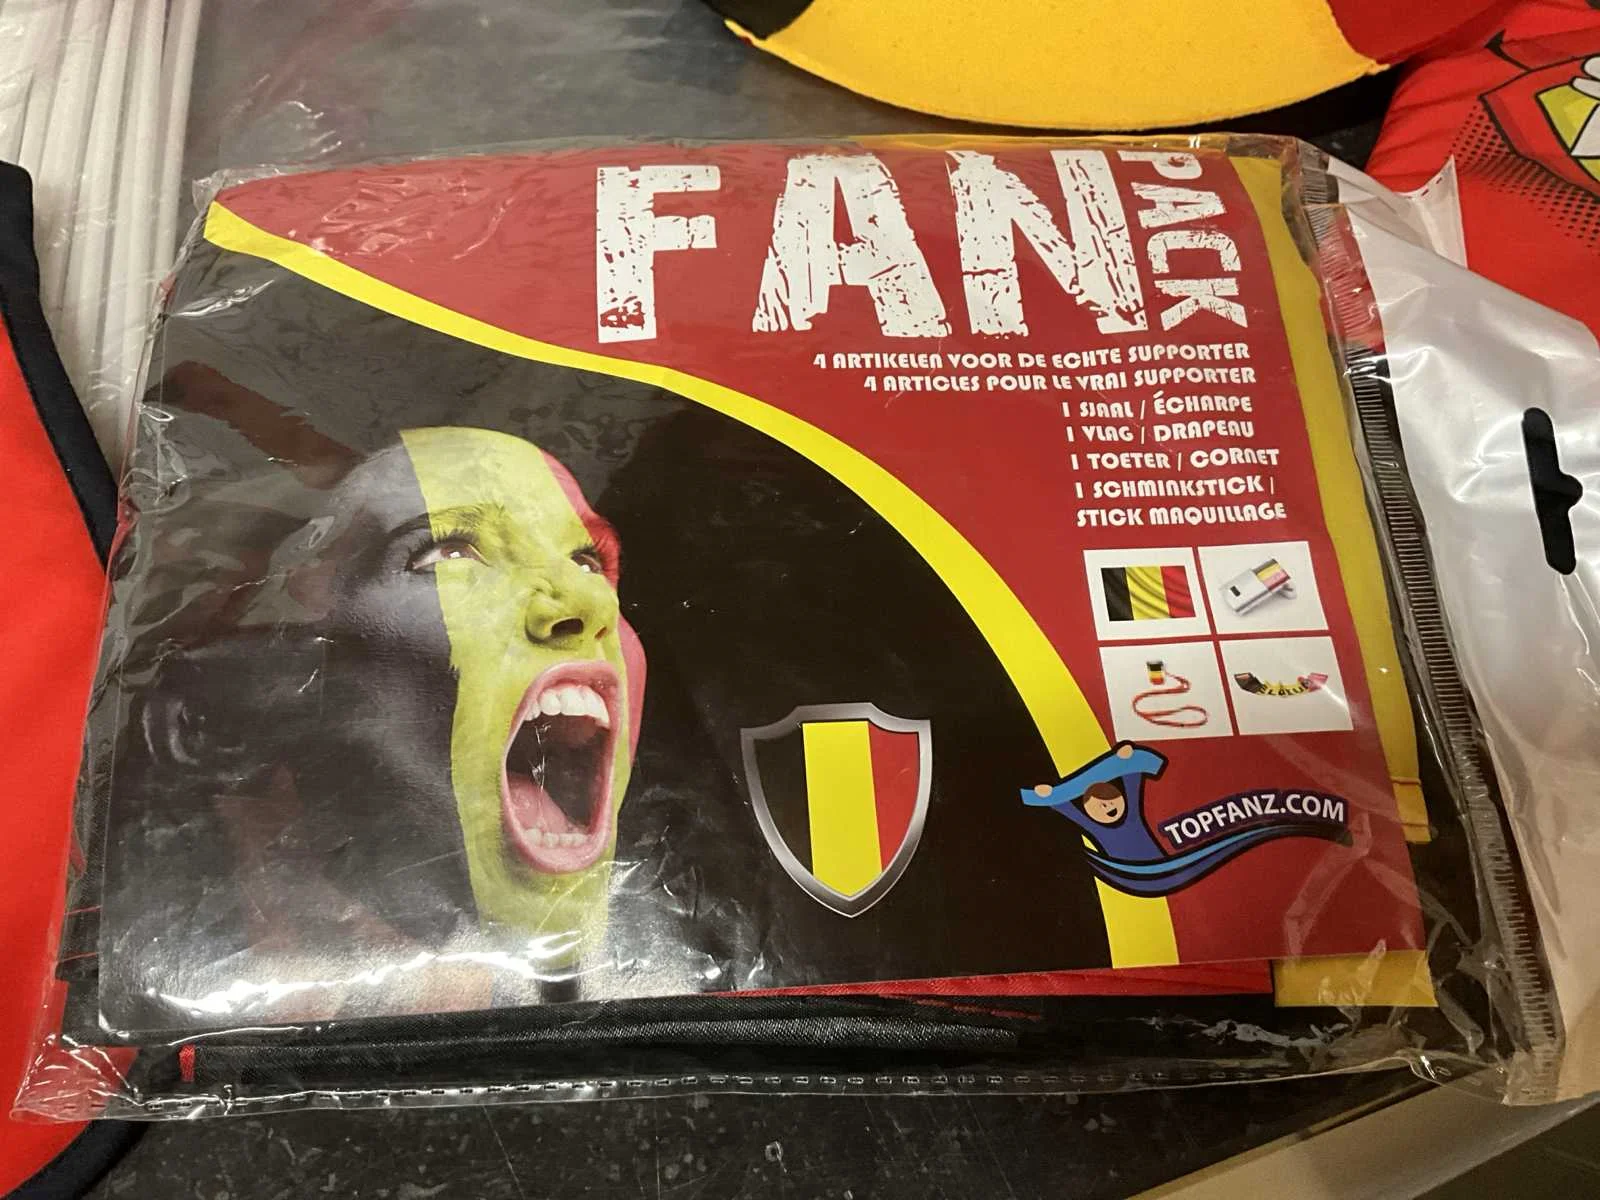 FAN PACK
4 ARTIKELEN VOOR DE ECHTE SUPPORTER
4 ARTICLES POUR LE VRAI SUPPORTER
1 SJAAL / ÉCHARPE
1 VLAG / DRAPEAU
1 TOETER / CORNET
1 SCHMINKSTICK /
STICK MAQUILLAGE
TOPFANZ.COM